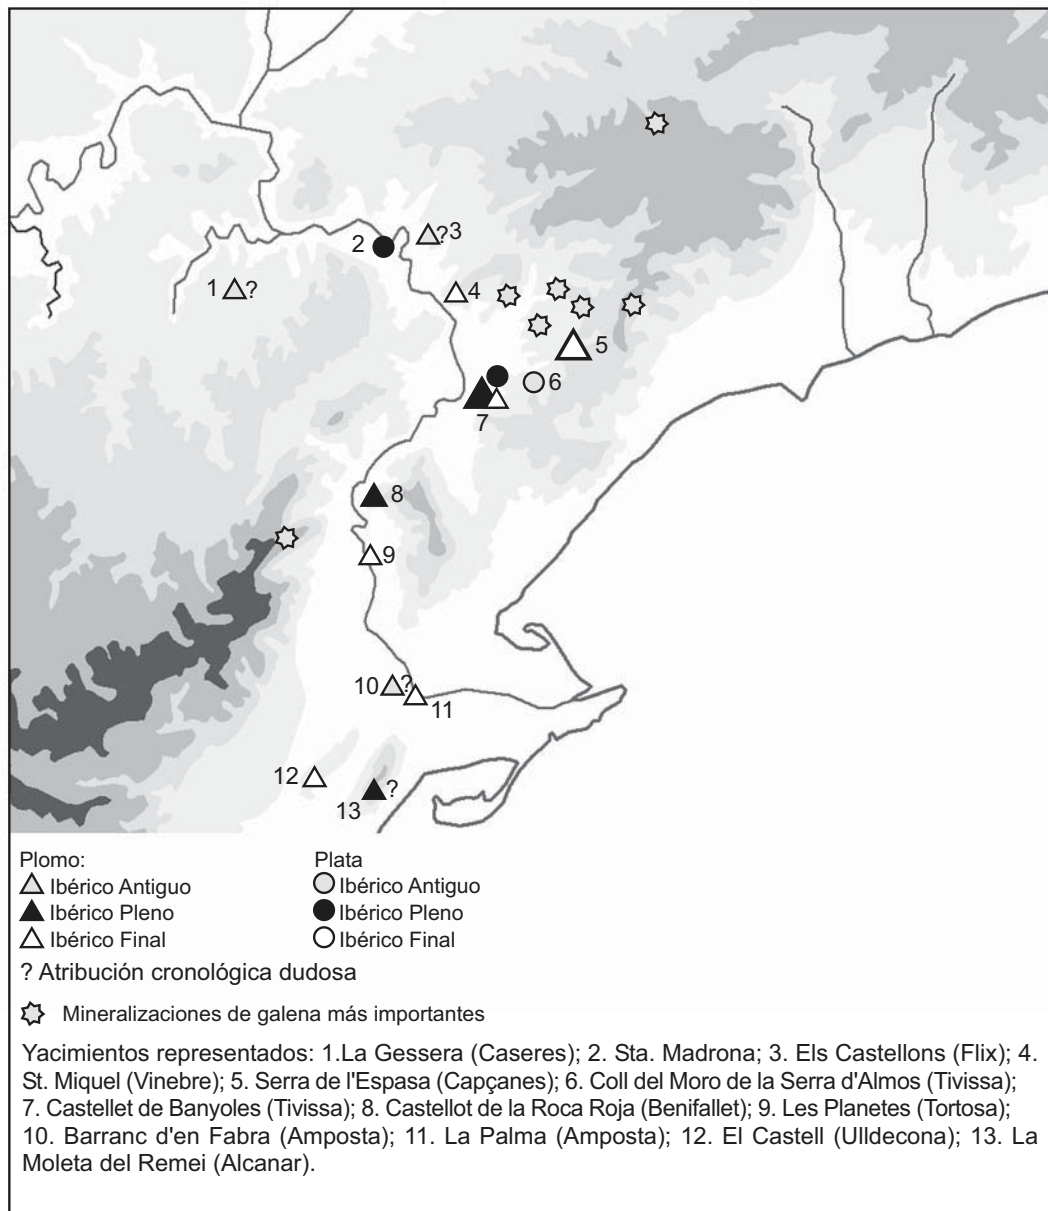 2
?3
1
?
4
5
6
7
8
9
10
?
11
12
?
13
Plomo:
Plata
Ibérico Antiguo
Ibérico Antiguo
Ibérico Pleno
Ibérico Pleno
Ibérico Final
Ibérico Final
? Atribución cronológica dudosa
Mineralizaciones de galena más importantes
Yacimientos representados: 1.La Gessera (Caseres); 2. Sta. Madrona; 3. Els Castellons (Flix); 4.
St. Miquel (Vinebre); 5. Serra de l'Espasa (Capçanes); 6. Coll del Moro de la Serra d'Almos (Tivissa);
7. Castellet de Banyoles (Tivissa); 8. Castellot de la Roca Roja (Benifallet); 9. Les Planetes (Tortosa);
10. Barranc d'en Fabra (Amposta); 11. La Palma (Amposta); 12. El Castell (Ulldecona); 13. La
Moleta del Remei (Alcanar).